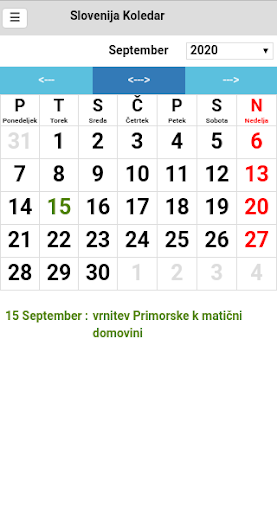 ☰ Slovenija Koledar
September 2020 ▼
<--- <---> --->
P T S Č P S N
Ponedeljek Torek Sreda Četrtek Petek Sobota Nedelja
31 1 2 3 4 5 6
7 8 9 10 11 12 13
14 15 16 17 18 19 20
21 22 23 24 25 26 27
28 29 30 1 2 3 4
15 September : vrnitev Primorske k matični
domovini